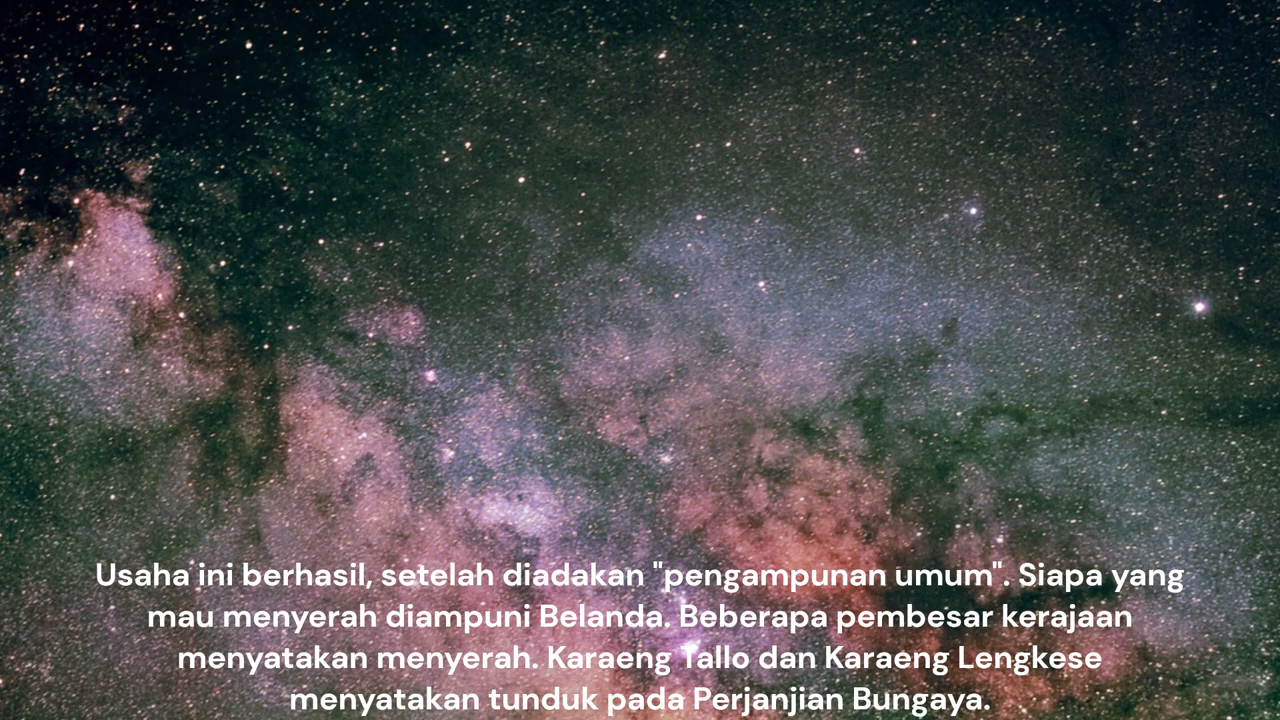 Usaha ini berhasil, setelah diadakan "pengampunan umum". Siapa yang
mau menyerah diampuni Belanda. Beberapa pembesar kerajaan
menyatakan menyerah. Karaeng Tallo dan Karaeng Lengkese
menyatakan tunduk pada Perjanjian Bungaya.